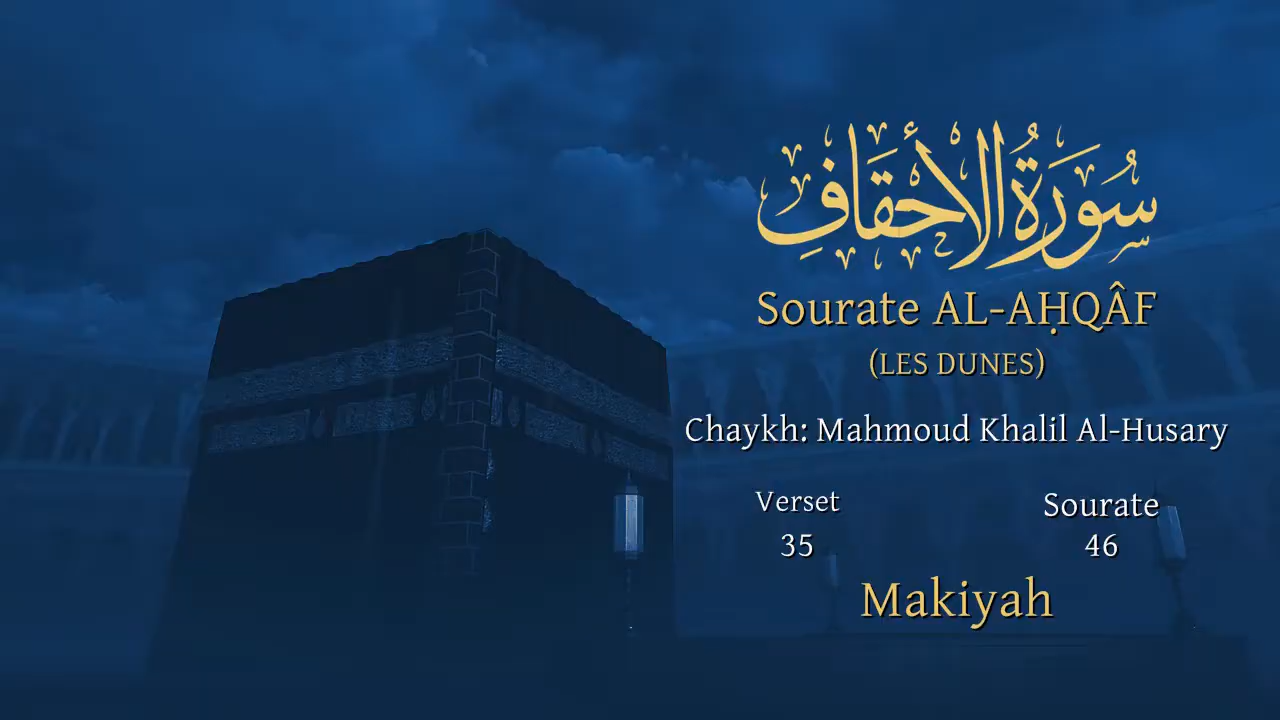 سُورَةُ الأَحْقَافِ
Sourate AL-AḤQÂF
(LES DUNES)
Chaykh: Mahmoud Khalil Al-Husary
Verset
35
Sourate
46
Makiyah